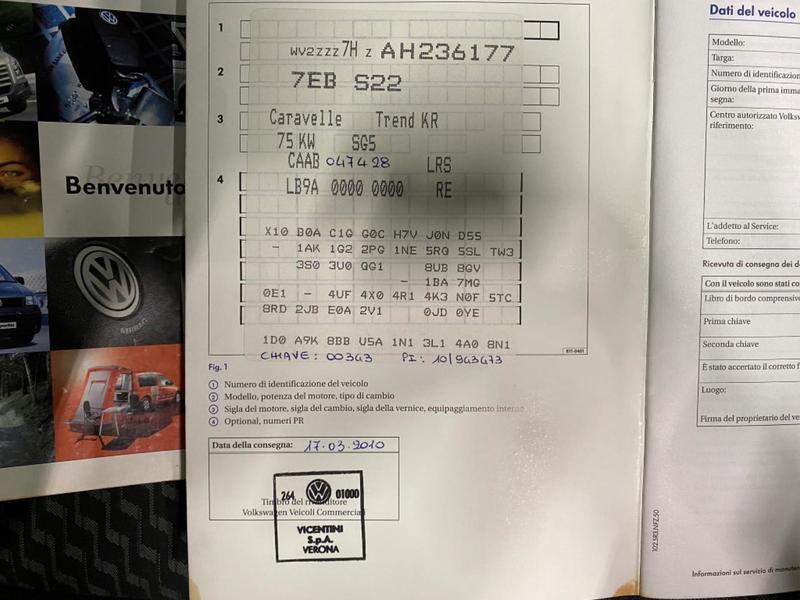 Benvenuto
AIRBAG
1
WV2ZZZ7H Z AH236177
2
7EB S22
3
Caravelle Trend KR
75 KW SG5
CAAB 047428 LRS
4
LB9A 0000 0000 RE
X10 B0A C1G G0C H7V J0N D55
- 1AK 1G2 2PG 1NE 5RG 5SL TW3
3S0 3U0 GG1 8UB 8GV
- 1BA 7MG
0E1 - 4UF 4X0 4R1 4K3 N0F 5TC
8RD 2JB E0A 2V1 0JD 0YE
1D0 A9K 8BB U5A 1N1 3L1 4A0 8N1
CHIAVE: 00343 PI: 10/943473
Fig. 1
1 Numero di identificazione del veicolo
2 Modello, potenza del motore, tipo di cambio
3 Sigla del motore, sigla del cambio, sigla della vernice, equipaggiamento interno
4 Optional, numeri PR
Data della consegna: 17.03.2010
264 01000
Timbro del rivenditore
Volkswagen Veicoli Commerciali
VICENTINI
S.p.A.
VERONA
Dati del veicolo
Modello:
Targa:
Numero di identificazion
Giorno della prima imma
segna:
Centro autorizzato Volksw
riferimento:
L'addetto al Service:
Telefono:
Ricevuta di consegna dei d
Con il veicolo sono stati co
Libro di bordo comprensiv
Prima chiave
Seconda chiave
È stato accertato il corretto f
Luogo:
Firma del proprietario del ve
Informazioni sul servizio di manuten